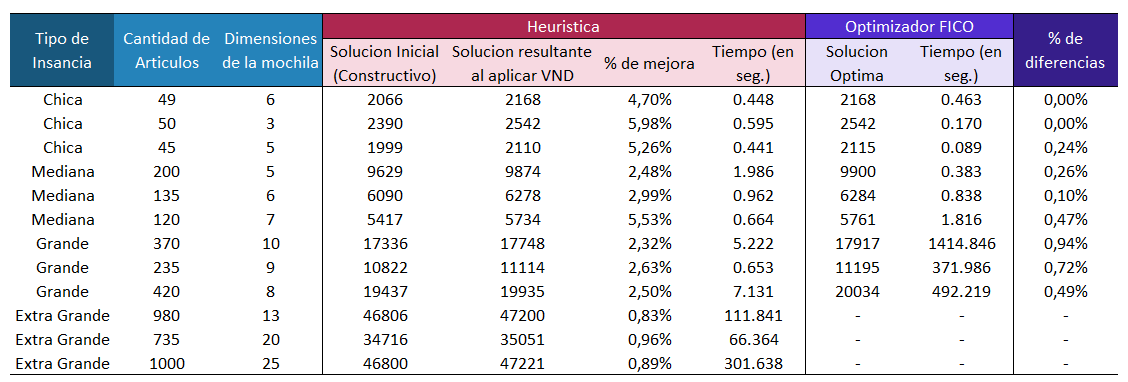 Heuristica Optimizador FICO
Tipo de Insancia Cantidad de Articulos Dimensiones de la mochila Solucion Inicial (Constructivo) Solucion resultante al aplicar VND % de mejora Tiempo (en seg.) Solucion Optima Tiempo (en seg.) % de diferencias
Chica 49 6 2066 2168 4,70% 0.448 2168 0.463 0,00%
Chica 50 3 2390 2542 5,98% 0.595 2542 0.170 0,00%
Chica 45 5 1999 2110 5,26% 0.441 2115 0.089 0,24%
Mediana 200 5 9629 9874 2,48% 1.986 9900 0.383 0,26%
Mediana 135 6 6090 6278 2,99% 0.962 6284 0.838 0,10%
Mediana 120 7 5417 5734 5,53% 0.664 5761 1.816 0,47%
Grande 370 10 17336 17748 2,32% 5.222 17917 1414.846 0,94%
Grande 235 9 10822 11114 2,63% 0.653 11195 371.986 0,72%
Grande 420 8 19437 19935 2,50% 7.131 20034 492.219 0,49%
Extra Grande 980 13 46806 47200 0,83% 111.841 - - -
Extra Grande 735 20 34716 35051 0,96% 66.364 - - -
Extra Grande 1000 25 46800 47221 0,89% 301.638 - - -